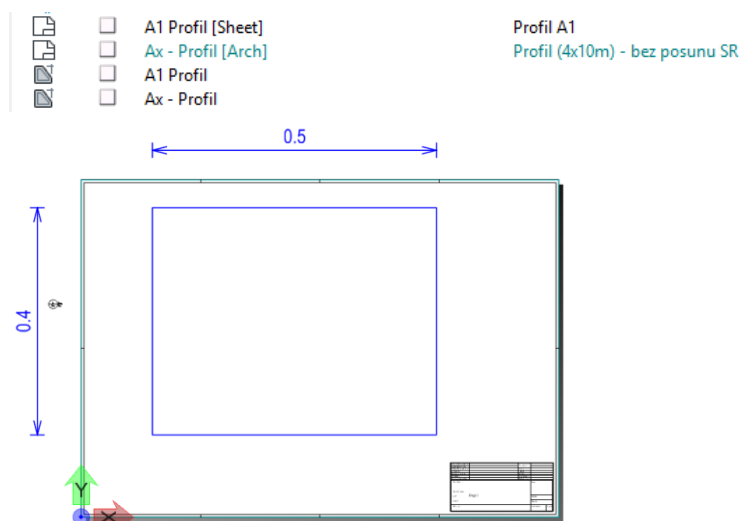 A1 Profil [Sheet] Profil A1
Ax - Profil [Arch] Profil (4x10m) - bez posunu SR
A1 Profil
Ax - Profil
0.5
0.4
Y
X